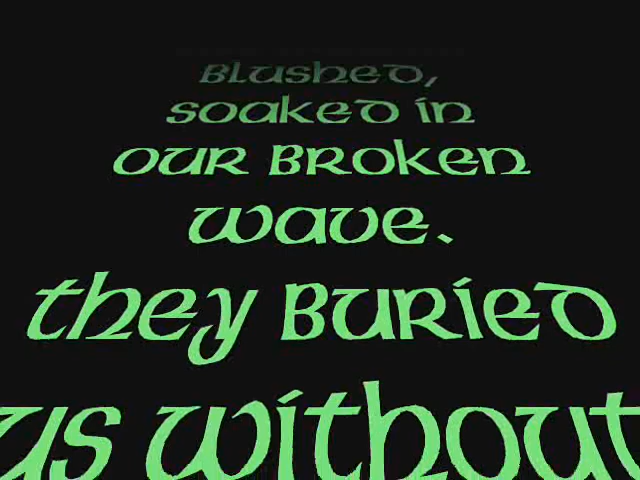 Blushed,
soaked in
our broken
wave.
they buried
us without